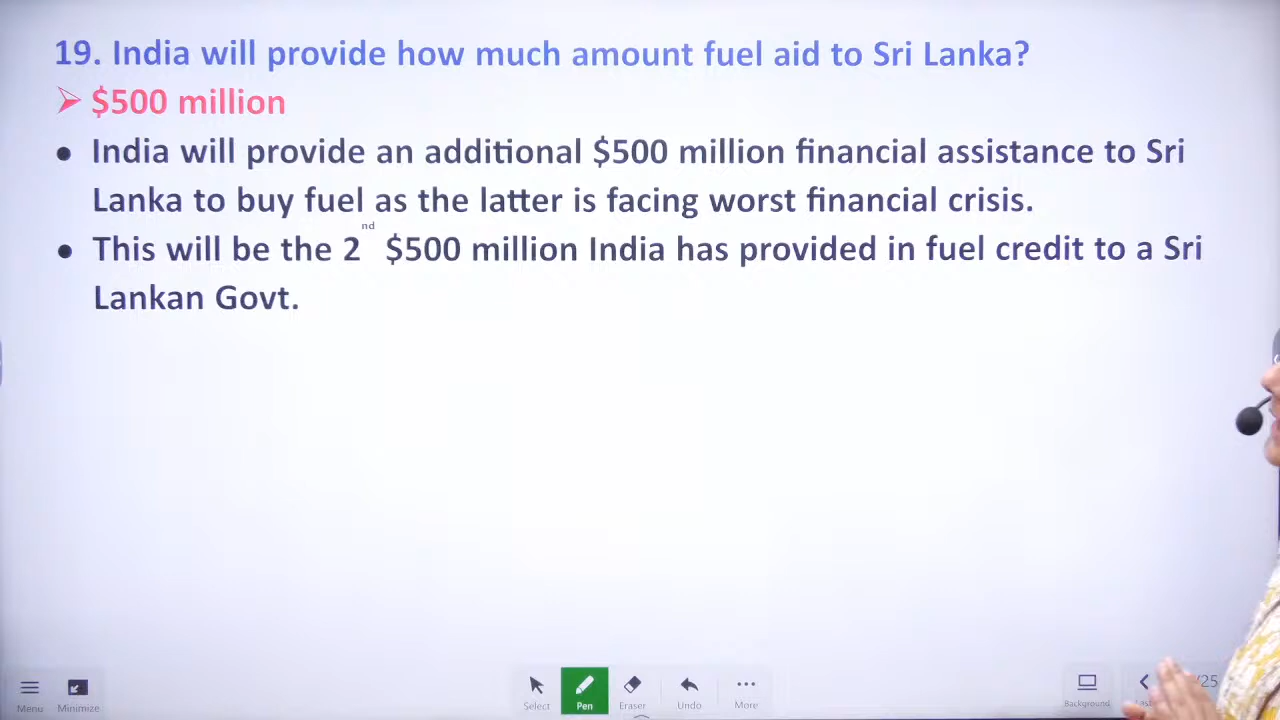 19. India will provide how much amount fuel aid to Sri Lanka?
➢ $500 million
• India will provide an additional $500 million financial assistance to Sri
Lanka to buy fuel as the latter is facing worst financial crisis.
• This will be the 2nd $500 million India has provided in fuel credit to a Sri
Lankan Govt.
Menu Minimize Select Pen Eraser Undo More Background /25